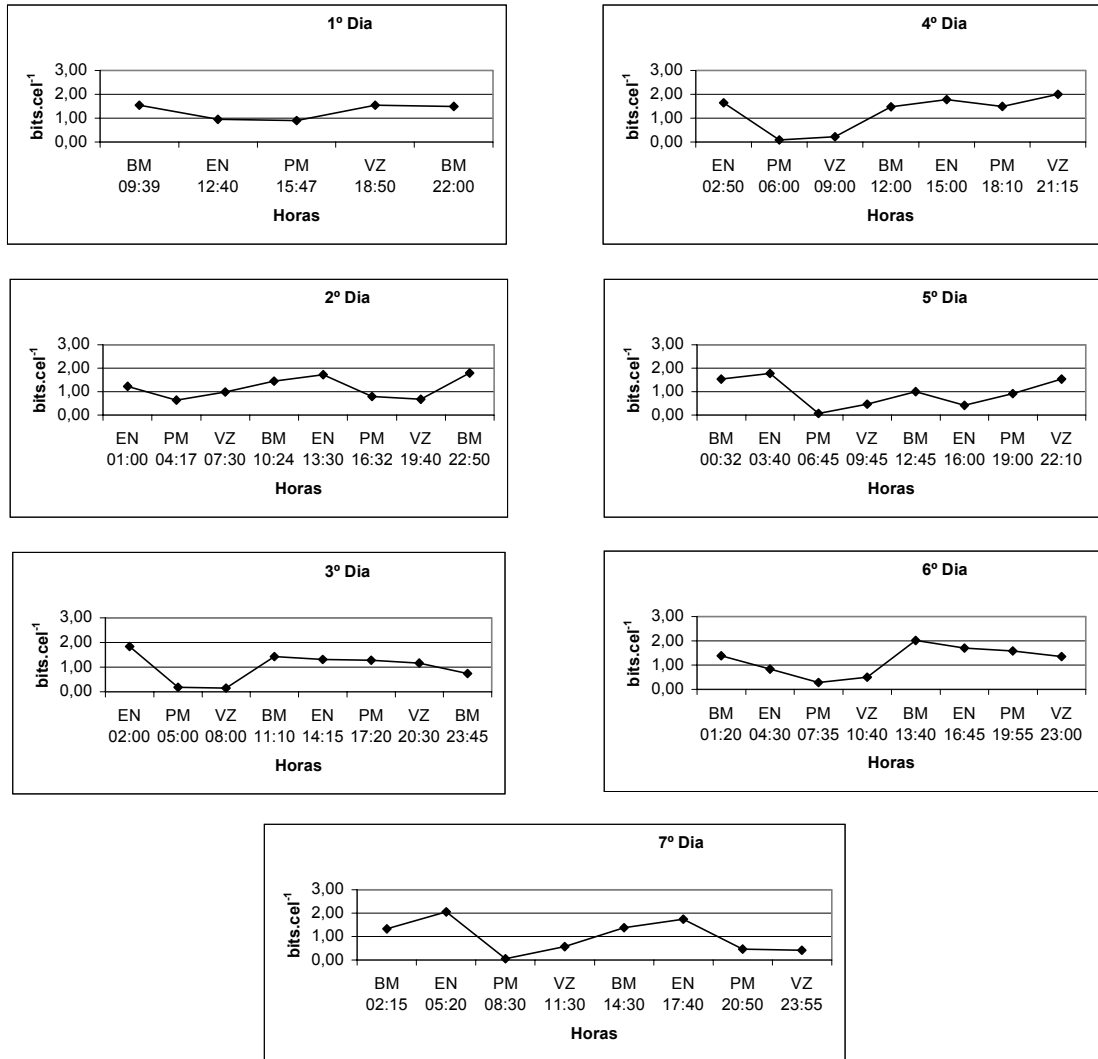 1º Dia
bits.cel-1
3,00
2,00
1,00
0,00
BM EN PM VZ BM
09:39 12:40 15:47 18:50 22:00
Horas
4º Dia
bits.cel-1
3,00
2,00
1,00
0,00
EN PM VZ BM EN PM VZ
02:50 06:00 09:00 12:00 15:00 18:10 21:15
Horas
2º Dia
bits.cel-1
3,00
2,00
1,00
0,00
EN PM VZ BM EN PM VZ BM
01:00 04:17 07:30 10:24 13:30 16:32 19:40 22:50
Horas
5º Dia
bits.cel-1
3,00
2,00
1,00
0,00
BM EN PM VZ BM EN PM VZ
00:32 03:40 06:45 09:45 12:45 16:00 19:00 22:10
Horas
3º Dia
bits.cel-1
3,00
2,00
1,00
0,00
EN PM VZ BM EN PM VZ BM
02:00 05:00 08:00 11:10 14:15 17:20 20:30 23:45
Horas
6º Dia
bits.cel-1
3,00
2,00
1,00
0,00
BM EN PM VZ BM EN PM VZ
01:20 04:30 07:35 10:40 13:40 16:45 19:55 23:00
Horas
7º Dia
bits.cel-1
3,00
2,00
1,00
0,00
BM EN PM VZ BM EN PM VZ
02:15 05:20 08:30 11:30 14:30 17:40 20:50 23:55
Horas